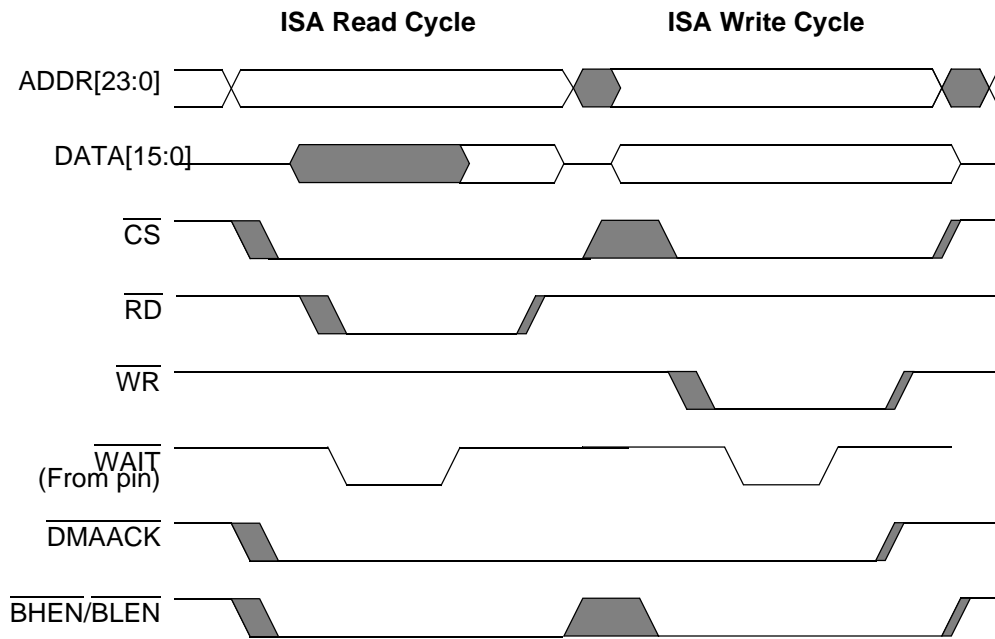 ISA Read Cycle ISA Write Cycle
ADDR[23:0]
DATA[15:0]
CS
RD
WR
WAIT
(From pin)
DMAACK
BHEN/BLEN